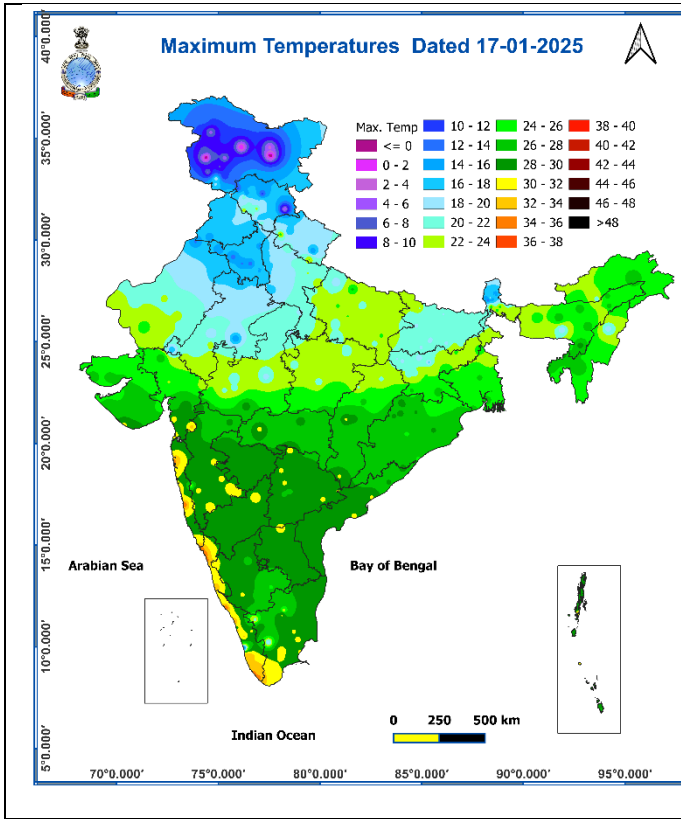 Maximum Temperatures Dated 17-01-2025
Max. Temp
<= 0
0 - 2
2 - 4
4 - 6
6 - 8
8 - 10
10 - 12
12 - 14
14 - 16
16 - 18
18 - 20
20 - 22
22 - 24
24 - 26
26 - 28
28 - 30
30 - 32
32 - 34
34 - 36
36 - 38
38 - 40
40 - 42
42 - 44
44 - 46
46 - 48
>48
40°0.000'
35°0.000'
30°0.000'
25°0.000'
20°0.000'
15°0.000'
10°0.000'
5°0.000'
Arabian Sea
Bay of Bengal
Indian Ocean
0 250 500 km
70°0.000' 75°0.000' 80°0.000' 85°0.000' 90°0.000' 95°0.000'